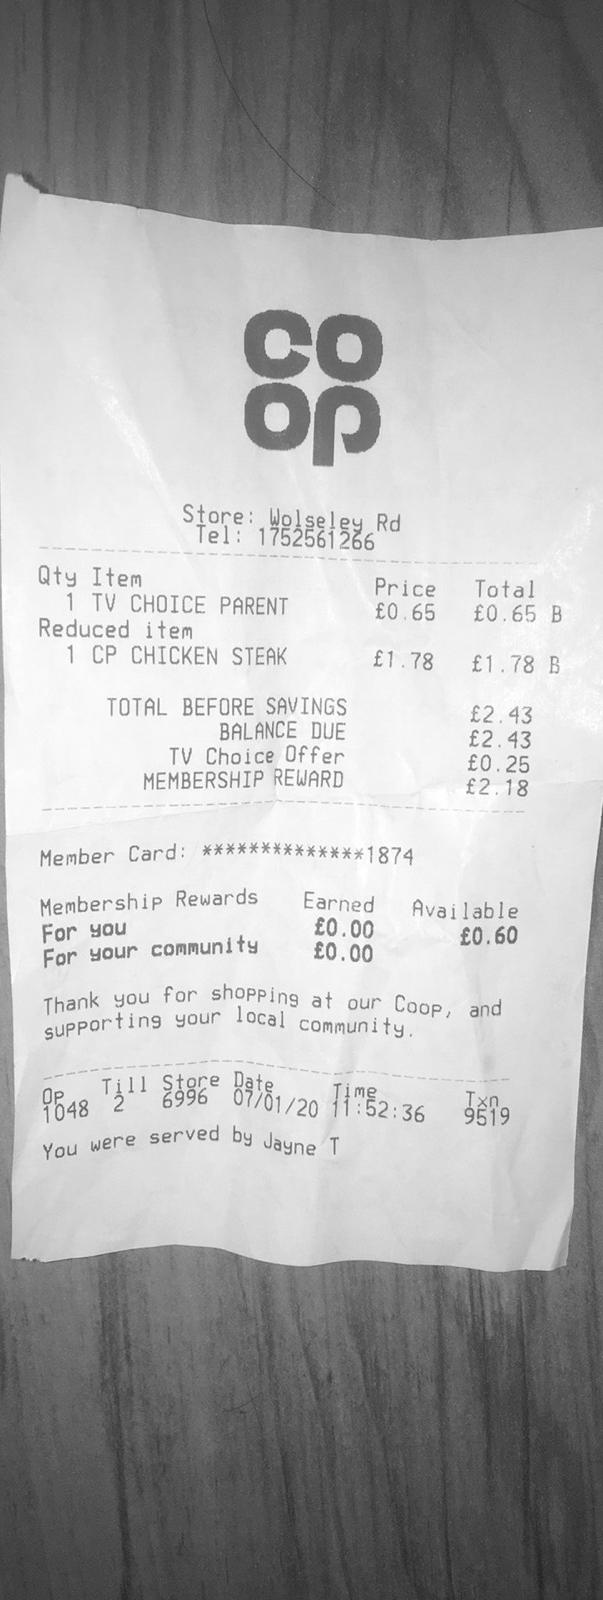 CO
OP
Store: Wolseley Rd
Tel: 1752561266
Qty Item Price Total
1 TV CHOICE PARENT £0.65 £0.65 B
Reduced item
1 CP CHICKEN STEAK £1.78 £1.78 B
TOTAL BEFORE SAVINGS £2.43
BALANCE DUE £2.43
TV Choice Offer £0.25
MEMBERSHIP REWARD £2.18
Member Card: **************1874
Membership Rewards Earned Available
For you £0.00 £0.60
For your community £0.00
Thank you for shopping at our Coop, and
supporting your local community.
Op Till Store Date Time Txn
1048 2 6996 07/01/20 11:52:36 9519
You were served by Jayne T